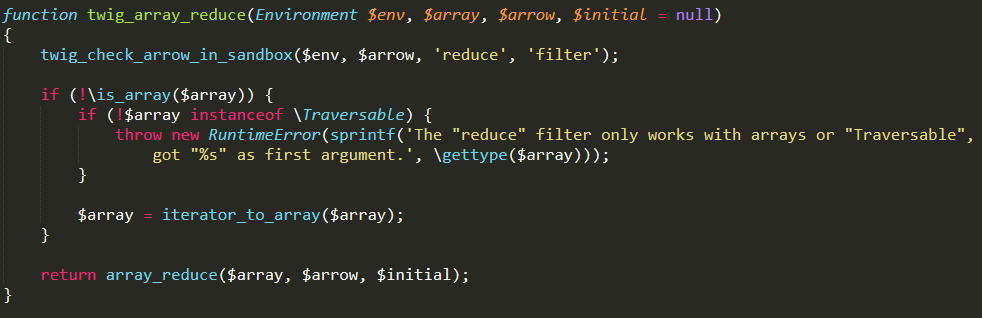 function twig_array_reduce(Environment $env, $array, $arrow, $initial = null)
{
    twig_check_arrow_in_sandbox($env, $arrow, 'reduce', 'filter');

    if (!\is_array($array)) {
        if (!$array instanceof \Traversable) {
            throw new RuntimeError(sprintf('The "reduce" filter only works with arrays or "Traversable",
                got "%s" as first argument.', \gettype($array)));
        }

        $array = iterator_to_array($array);
    }

    return array_reduce($array, $arrow, $initial);
}